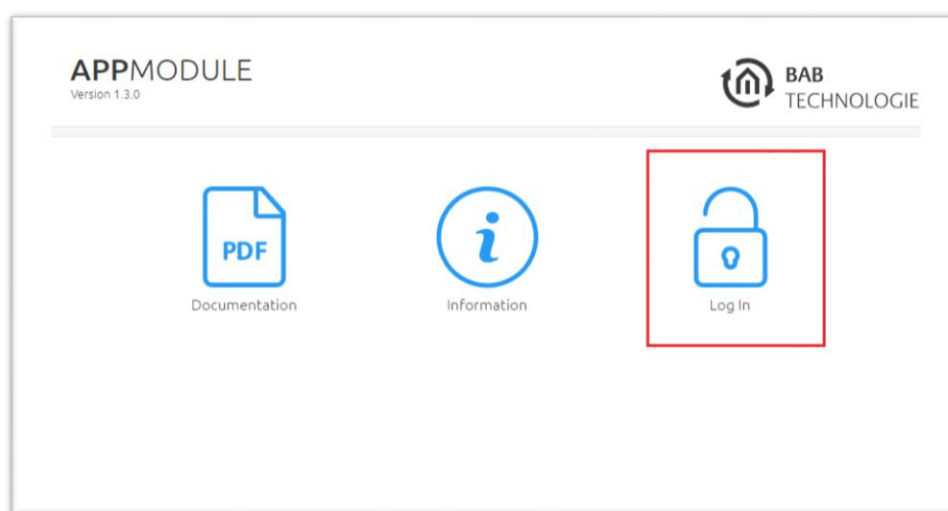 APPMODULE
Version 1.3.0
BAB
TECHNOLOGIE
PDF
i
Documentation
Information
Log In